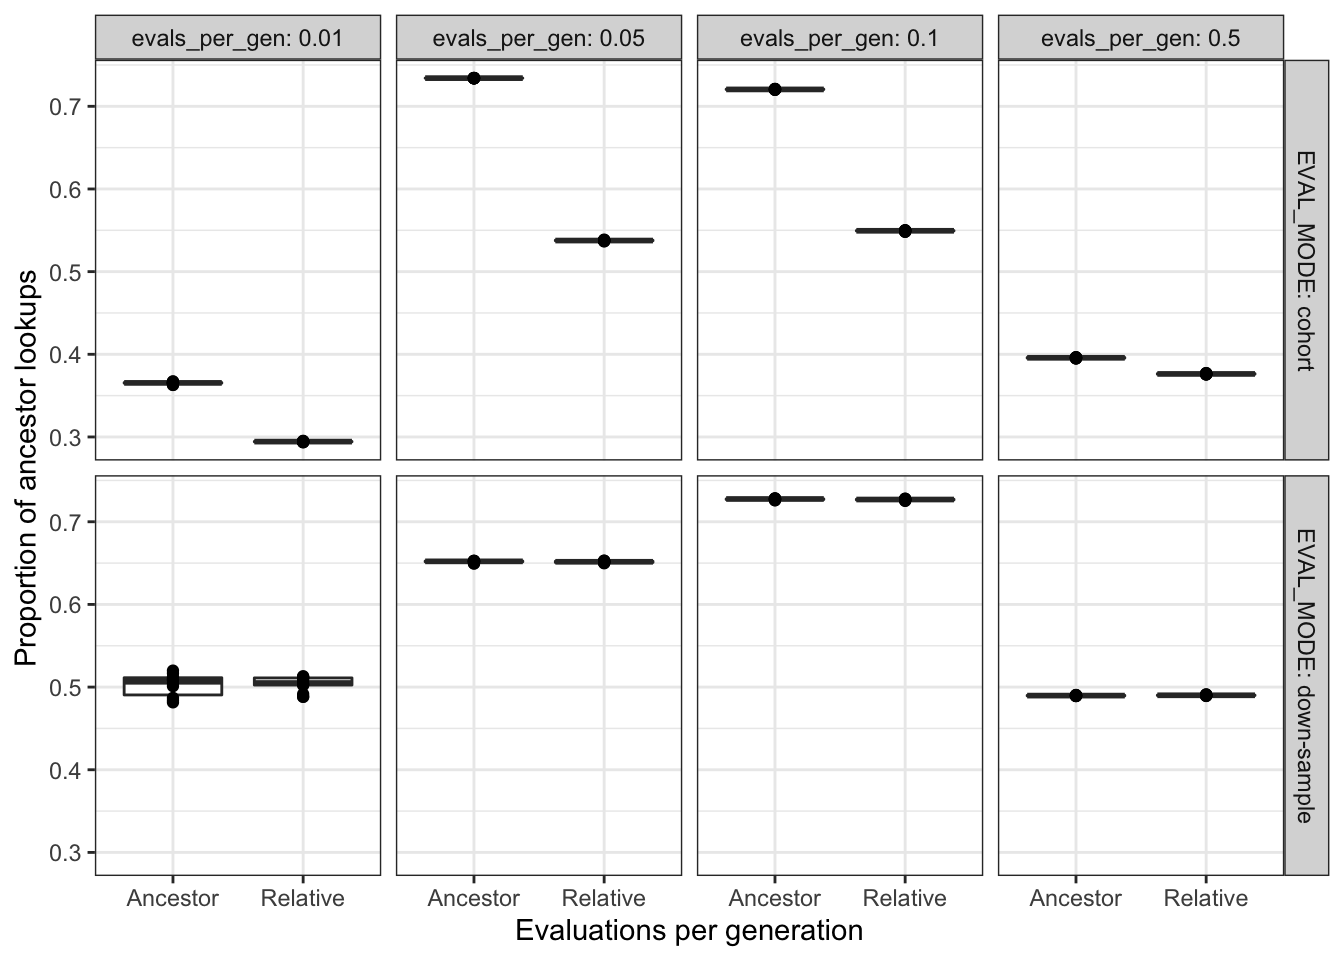 evals_per_gen: 0.01
evals_per_gen: 0.05
evals_per_gen: 0.1
evals_per_gen: 0.5
Proportion of ancestor lookups
0.7
0.6
0.5
0.4
0.3
EVAL_MODE: cohort
0.7
0.6
0.5
0.4
0.3
EVAL_MODE: down-sample
Ancestor
Relative
Ancestor
Relative
Ancestor
Relative
Ancestor
Relative
Evaluations per generation